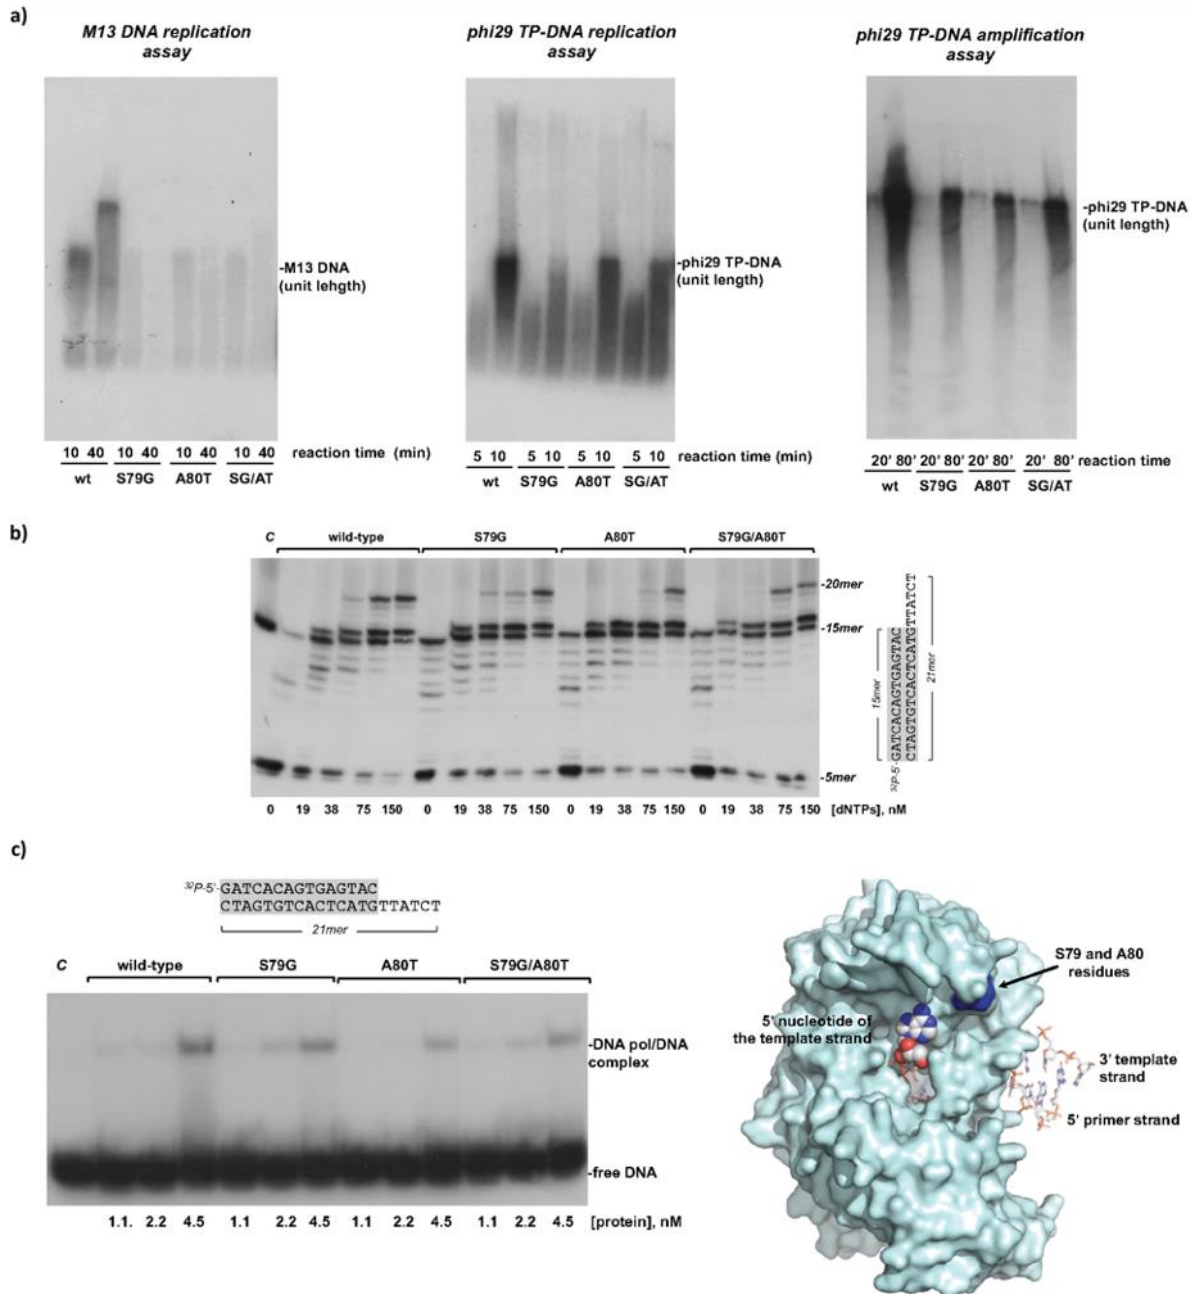 a)
M13 DNA replication
assay
phi29 TP-DNA replication
assay
phi29 TP-DNA amplification
assay
-M13 DNA
(unit lehgth)
-phi29 TP-DNA
(unit length)
-phi29 TP-DNA
(unit length)
10 40 10 40 10 40 10 40 reaction time (min)
wt S79G A80T SG/AT
5 10 5 10 5 10 5 10 reaction time (min)
wt S79G A80T SG/AT
20' 80' 20' 80' 20' 80' 20' 80' reaction time
wt S79G A80T SG/AT
b)
C wild-type S79G A80T S79G/A80T
-20mer
-15mer
-5mer
15mer
32P-5'-GATCACAGTGAGTAC
CTAGTGTCACTCATGTTATCT
21mer
0 19 38 75 150 0 19 38 75 150 0 19 38 75 150 0 19 38 75 150 [dNTPs], nM
c)
32P-5'-GATCACAGTGAGTAC
CTAGTGTCACTCATGTTATCT
21mer
C wild-type S79G A80T S79G/A80T
-DNA pol/DNA
complex
-free DNA
1.1. 2.2 4.5 1.1 2.2 4.5 1.1 2.2 4.5 1.1 2.2 4.5 [protein], nM
S79 and A80
residues
5' nucleotide of
the template strand
3' template
strand
5' primer strand